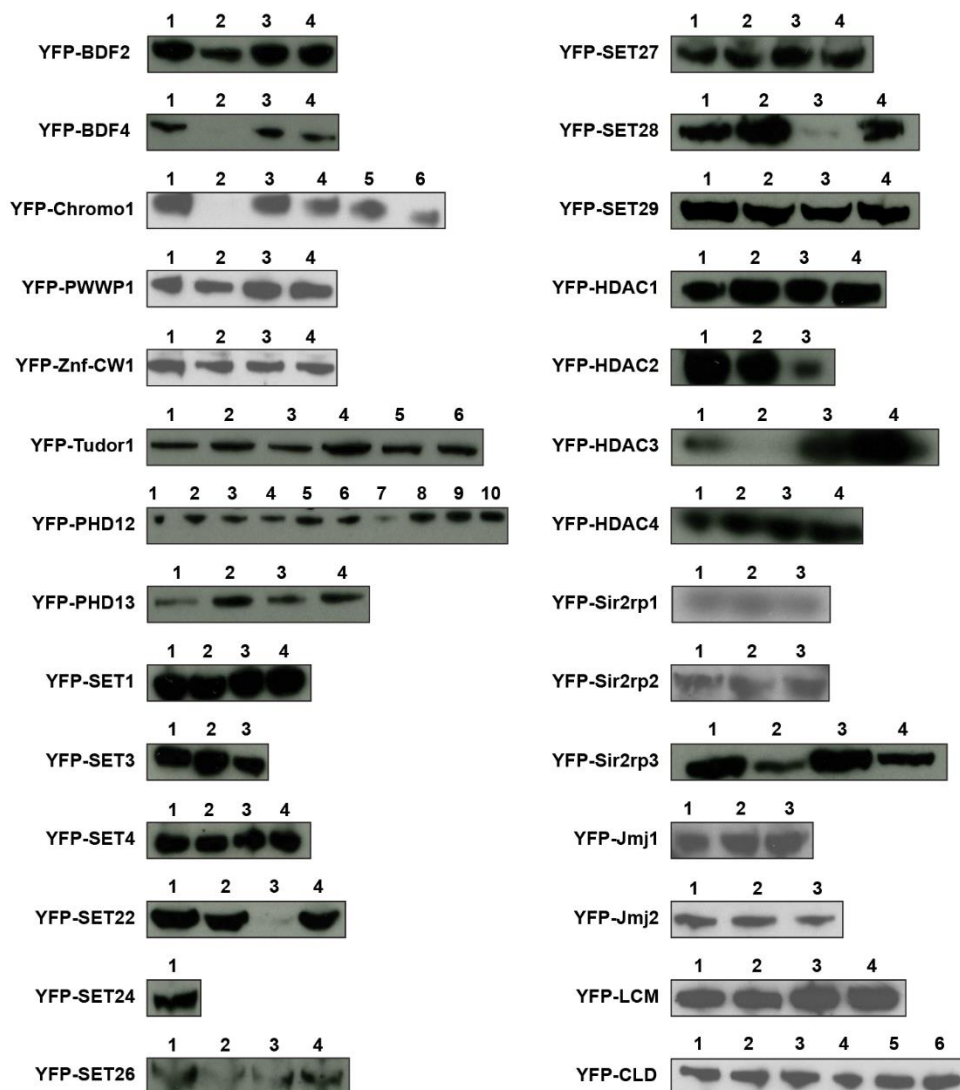 1 2 3 4
YFP-BDF2
1 2 3 4
YFP-BDF4
1 2 3 4 5 6
YFP-Chromo1
1 2 3 4
YFP-PWWP1
1 2 3 4
YFP-Znf-CW1
1 2 3 4 5 6
YFP-Tudor1
1 2 3 4 5 6 7 8 9 10
YFP-PHD12
1 2 3 4
YFP-PHD13
1 2 3 4
YFP-SET1
1 2 3
YFP-SET3
1 2 3 4
YFP-SET4
1 2 3 4
YFP-SET22
1
YFP-SET24
1 2 3 4
YFP-SET26
1 2 3 4
YFP-SET27
1 2 3 4
YFP-SET28
1 2 3 4
YFP-SET29
1 2 3 4
YFP-HDAC1
1 2 3
YFP-HDAC2
1 2 3 4
YFP-HDAC3
1 2 3 4
YFP-HDAC4
1 2 3
YFP-Sir2rp1
1 2 3
YFP-Sir2rp2
1 2 3 4
YFP-Sir2rp3
1 2 3
YFP-Jmj1
1 2 3
YFP-Jmj2
1 2 3 4
YFP-LCM
1 2 3 4 5 6
YFP-CLD